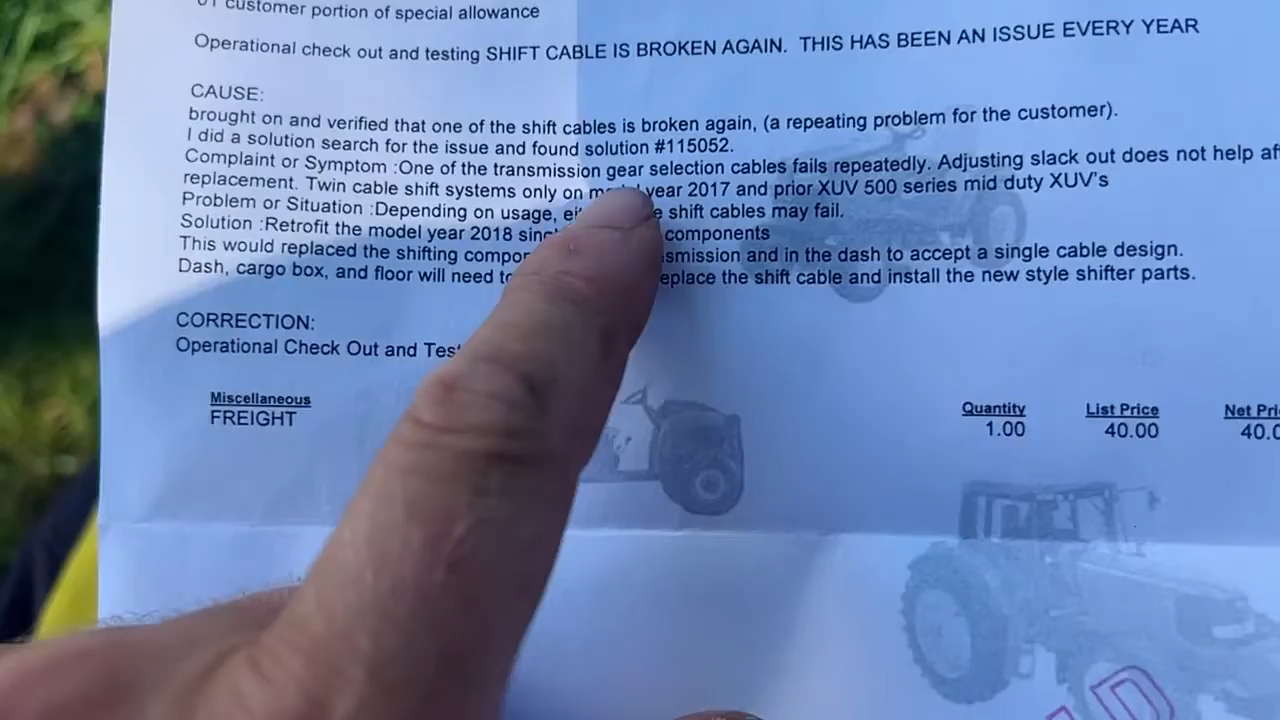 customer portion of special allowance
Operational check out and testing SHIFT CABLE IS BROKEN AGAIN. THIS HAS BEEN AN ISSUE EVERY YEAR
CAUSE:
brought on and verified that one of the shift cables is broken again, (a repeating problem for the customer).
I did a solution search for the issue and found solution #115052.
Complaint or Symptom :One of the transmission gear selection cables fails repeatedly. Adjusting slack out does not help
replacement. Twin cable shift systems only on year 2017 and prior XUV 500 series mid duty XUV's
Problem or Situation :Depending on usage, shift cables may fail.
Solution :Retrofit the model year 2018 components
This would replaced the shifting and in the dash to accept a single cable design.
Dash, cargo box, and floor will need the shift cable and install the new style shifter parts.
CORRECTION:
Operational Check Out and
Miscellaneous Quantity List Price Net
FREIGHT 1.00 40.00